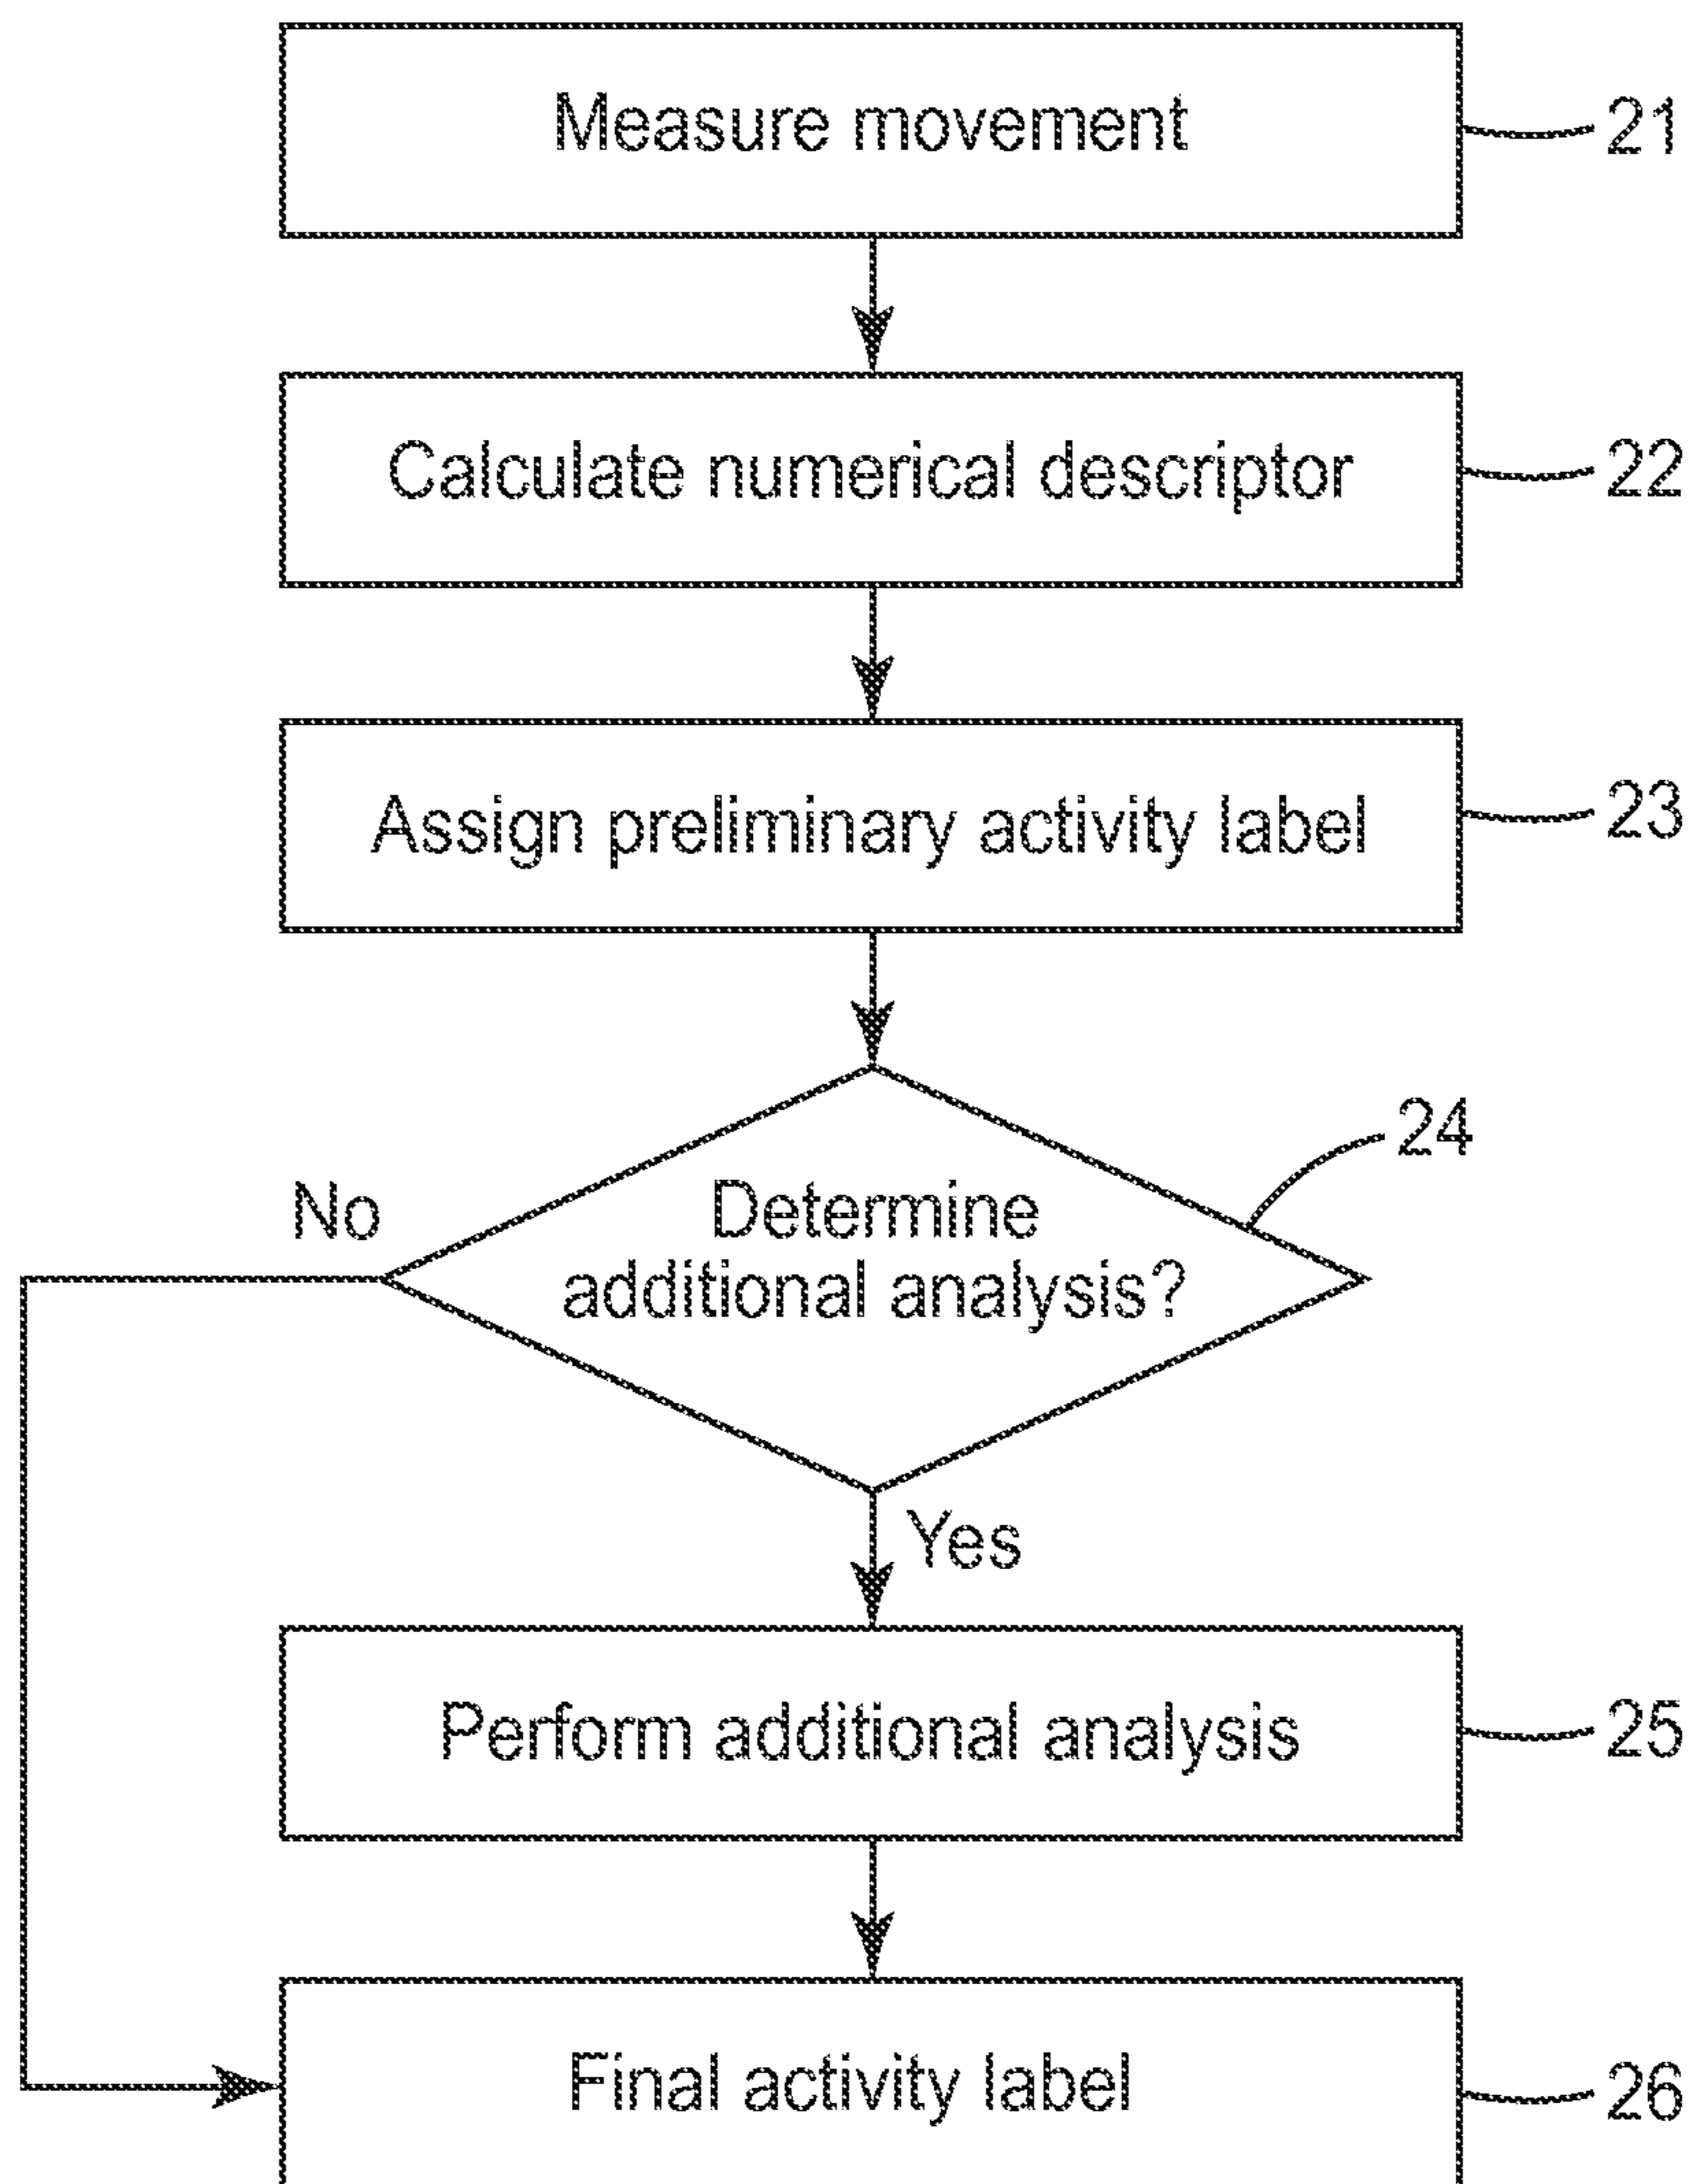 Measure movement
21
Calculate numerical descriptor
22
Assign preliminary activity label
23
24
No
Determine
additional analysis?
Yes
Perform additional analysis
25
Final activity label
26